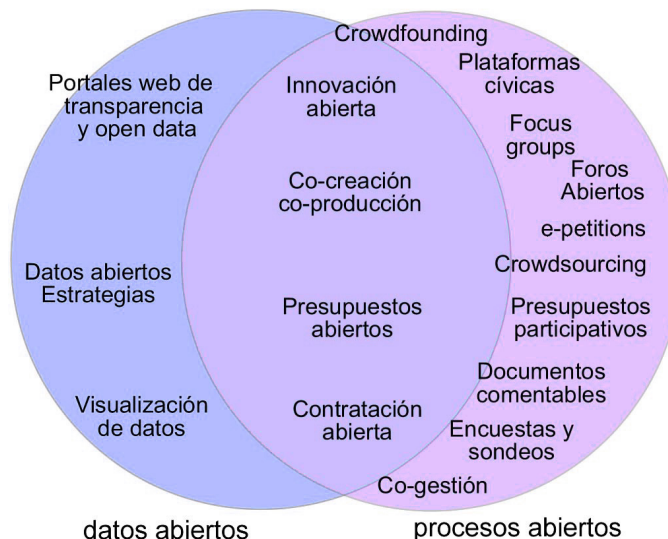 Crowdfounding
Portales web de
transparencia
y open data
Innovación
abierta
Plataformas
cívicas
Focus
groups
Foros
Abiertos
Co-creación
co-producción
e-petitions
Datos abiertos
Estrategias
Crowdsourcing
Presupuestos
abiertos
Presupuestos
participativos
Documentos
comentables
Visualización
de datos
Contratación
abierta
Encuestas y
sondeos
Co-gestión
datos abiertos
procesos abiertos